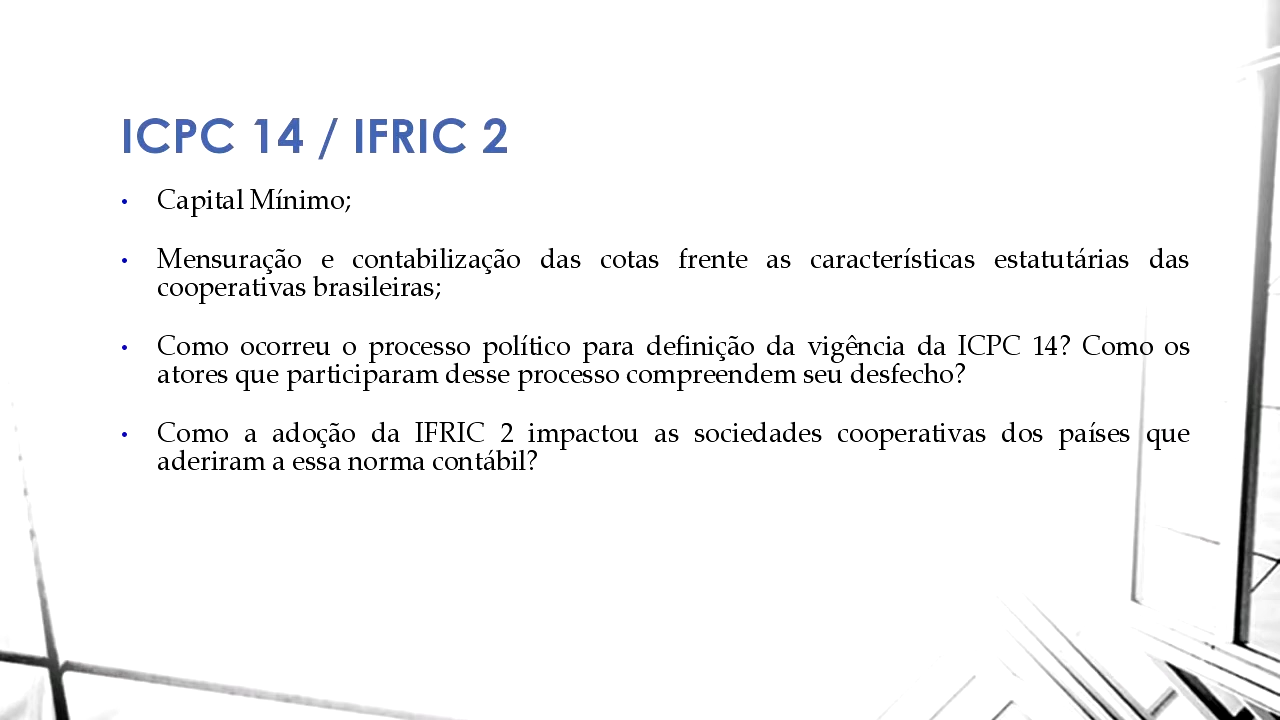 ICPC 14 / IFRIC 2
• Capital Mínimo;
• Mensuração e contabilização das cotas frente as características estatutárias das
cooperativas brasileiras;
• Como ocorreu o processo político para definição da vigência da ICPC 14? Como os
atores que participaram desse processo compreendem seu desfecho?
• Como a adoção da IFRIC 2 impactou as sociedades cooperativas dos países que
aderiram a essa norma contábil?